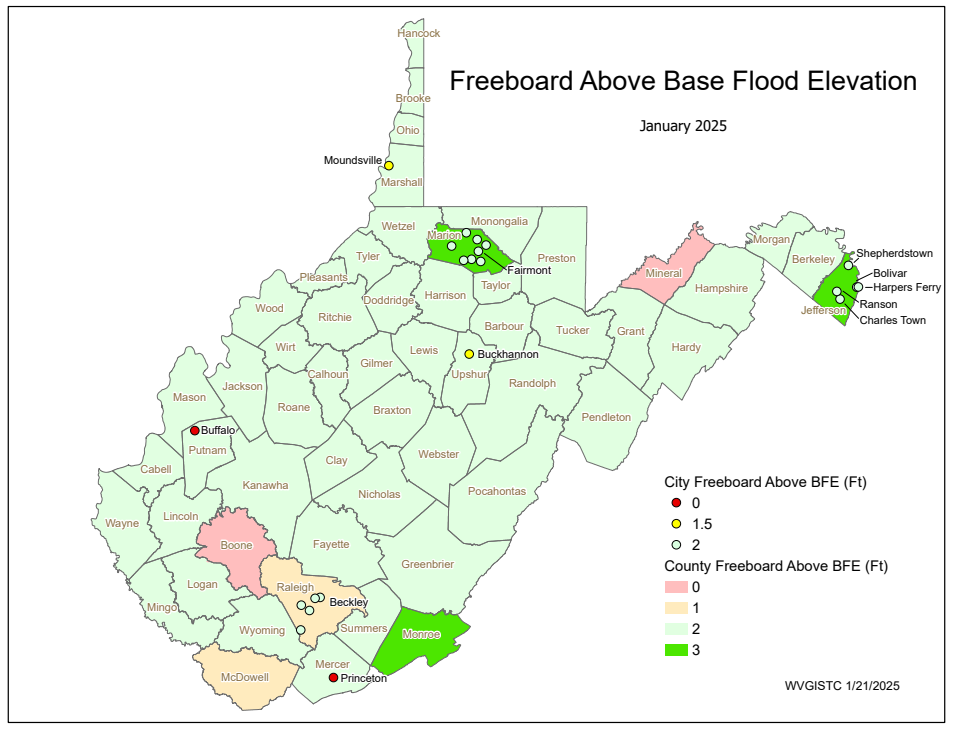 Hancock
Freeboard Above Base Flood Elevation
Brooke
January 2025
Ohio
Moundsville
Marshall
Wetzel
Marion
Monongalia
Morgan
Tyler
Preston
Berkeley
Shepherdstown
Fairmont
Mineral
Bolivar
Pleasants
Taylor
Hampshire
Harpers Ferry
Doddridge
Harrison
Ranson
Wood
Jefferson
Charles Town
Ritchie
Barbour
Tucker
Grant
Wirt
Lewis
Buckhannon
Hardy
Gilmer
Calhoun
Upshur
Randolph
Jackson
Mason
Roane
Braxton
Pendleton
Buffalo
Putnam
Webster
Clay
Cabell
Kanawha
Nicholas
Pocahontas
City Freeboard Above BFE (Ft)
0
1.5
2
Lincoln
Wayne
Boone
Fayette
Greenbrier
County Freeboard Above BFE (Ft)
0
1
2
3
Logan
Raleigh
Mingo
Beckley
Wyoming
Summers
Monroe
Mercer
McDowell
Princeton
WVGISTC 1/21/2025